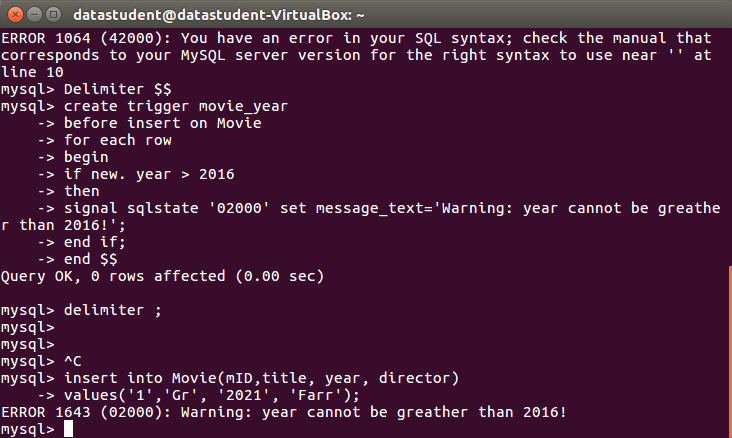 datastudent@datastudent-VirtualBox: ~
ERROR 1064 (42000): You have an error in your SQL syntax; check the manual that
corresponds to your MySQL server version for the right syntax to use near '' at
line 10
mysql> Delimiter $$
mysql> create trigger movie_year
    -> before insert on Movie
    -> for each row
    -> begin
    -> if new. year > 2016
    -> then
    -> signal sqlstate '02000' set message_text='Warning: year cannot be greathe
r than 2016!';
    -> end if;
    -> end $$
Query OK, 0 rows affected (0.00 sec)
mysql> delimiter ;
mysql>
mysql>
mysql> ^C
mysql> insert into Movie(mID,title, year, director)
    -> values('1','Gr', '2021', 'Farr');
ERROR 1643 (02000): Warning: year cannot be greather than 2016!
mysql>